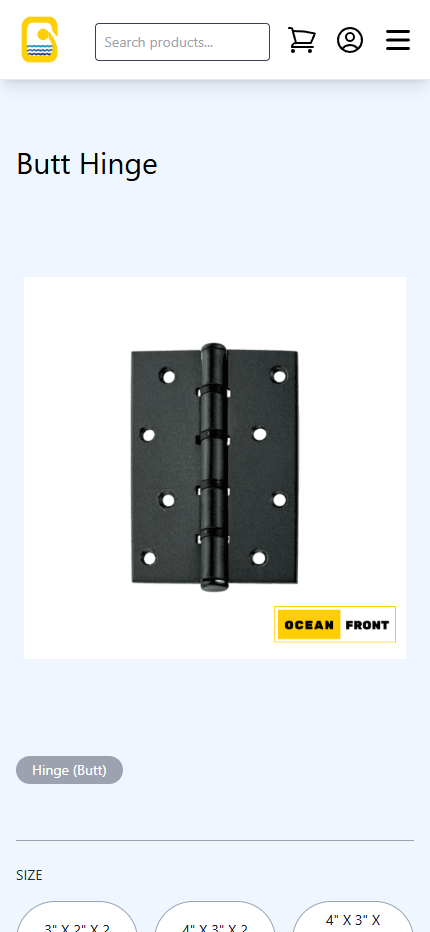 Search products...
Butt Hinge
OCEAN FRONT
Hinge (Butt)
SIZE
3" X 2" X 2
4" X 3" X 2
4" X 3" X